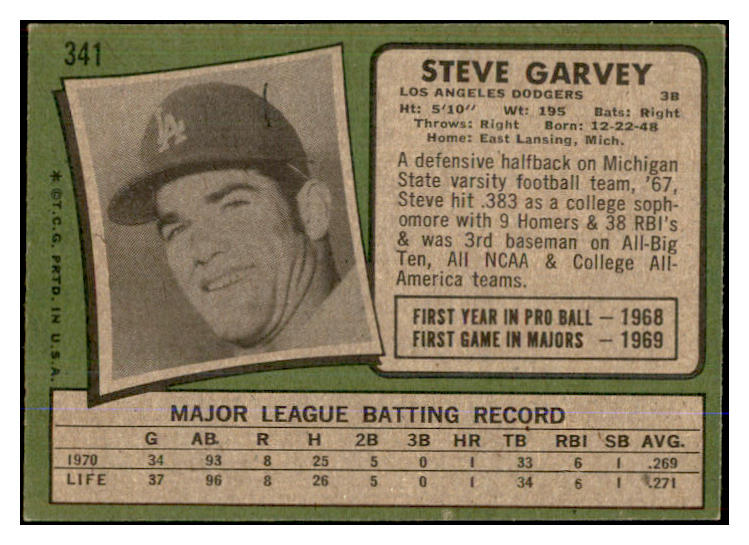 341
STEVE GARVEY
LOS ANGELES DODGERS 3B
Ht: 5'10" Wt: 195 Bats: Right
Throws: Right Born: 12-22-48
Home: East Lansing, Mich.
A defensive halfback on Michigan
State varsity football team, '67,
Steve hit .383 as a college soph-
omore with 9 Homers & 38 RBI's
& was 3rd baseman on All-Big
Ten, All NCAA & College All-
America teams.
FIRST YEAR IN PRO BALL — 1968
FIRST GAME IN MAJORS — 1969
LA
* ©T.C.G. PRTD. IN U.S.A.
MAJOR LEAGUE BATTING RECORD
G AB. R H 2B 3B HR TB RBI SB AVG.
1970 34 93 8 25 5 0 1 33 6 1 .269
LIFE 37 96 8 26 5 0 1 34 6 1 .271